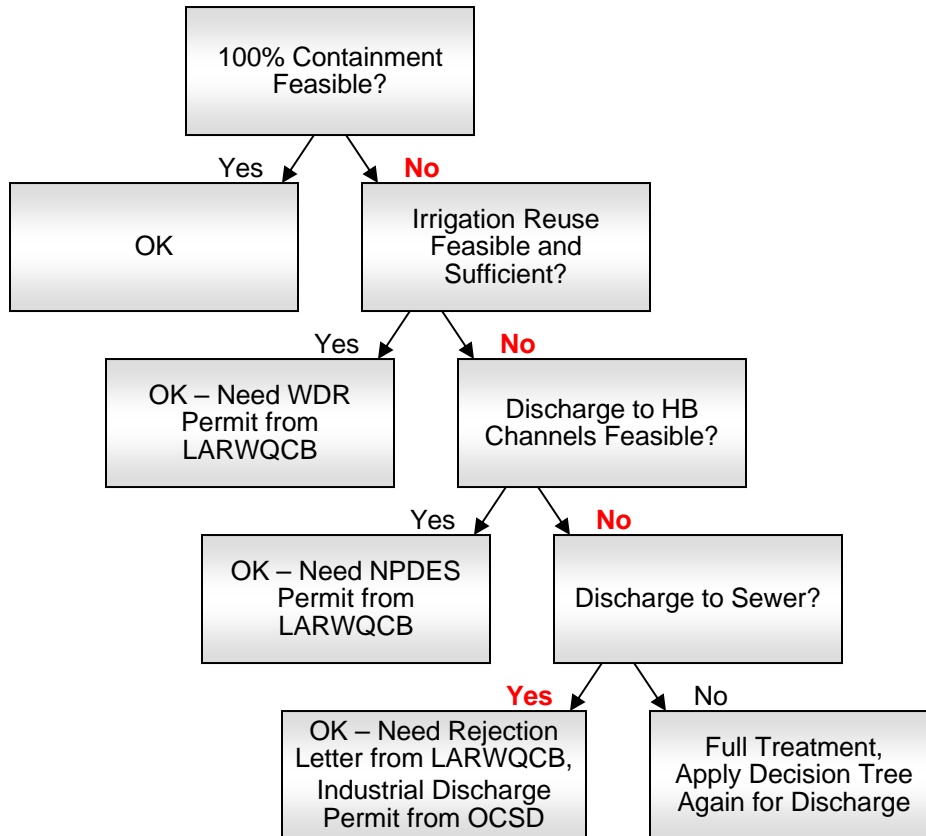 100% Containment
Feasible?
Yes
No
OK
Irrigation Reuse
Feasible and
Sufficient?
Yes
No
OK – Need WDR
Permit from
LARWQCB
Discharge to HB
Channels Feasible?
Yes
No
OK – Need NPDES
Permit from
LARWQCB
Discharge to Sewer?
Yes
No
OK – Need Rejection
Letter from LARWQCB,
Industrial Discharge
Permit from OCSD
Full Treatment,
Apply Decision Tree
Again for Discharge